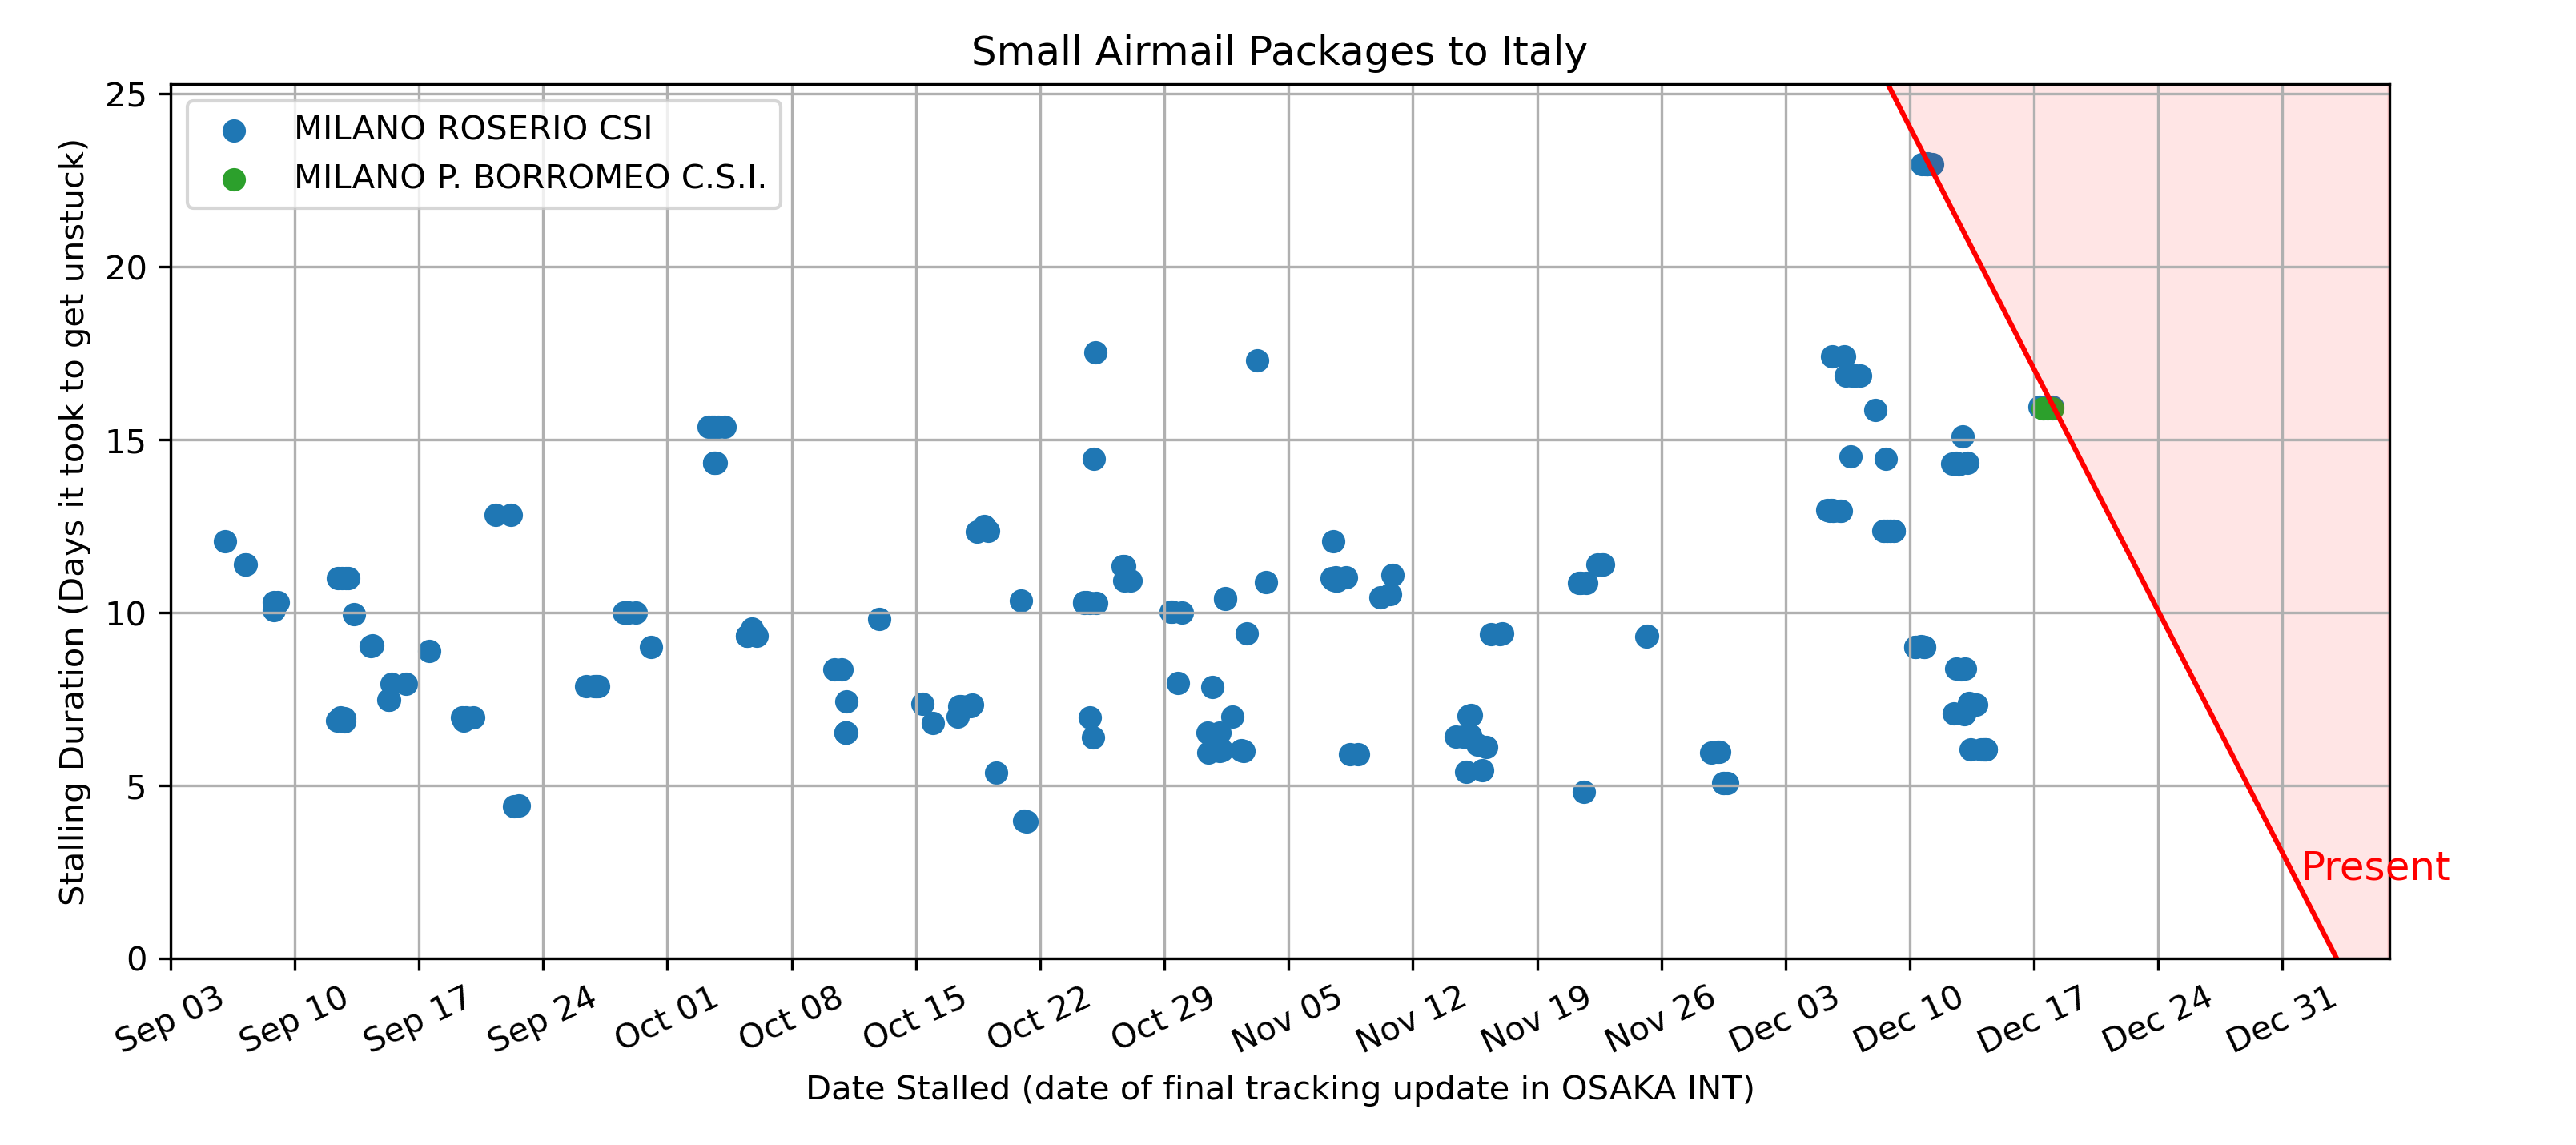 Small Airmail Packages to Italy
MILANO ROSERIO CSI
MILANO P. BORROMEO C.S.I.
Stalling Duration (Days it took to get unstuck)
25
20
15
10
5
0
Present
Sep 03
Sep 10
Sep 17
Sep 24
Oct 01
Oct 08
Oct 15
Oct 22
Oct 29
Nov 05
Nov 12
Nov 19
Nov 26
Dec 03
Dec 10
Dec 17
Dec 24
Dec 31
Date Stalled (date of final tracking update in OSAKA INT)